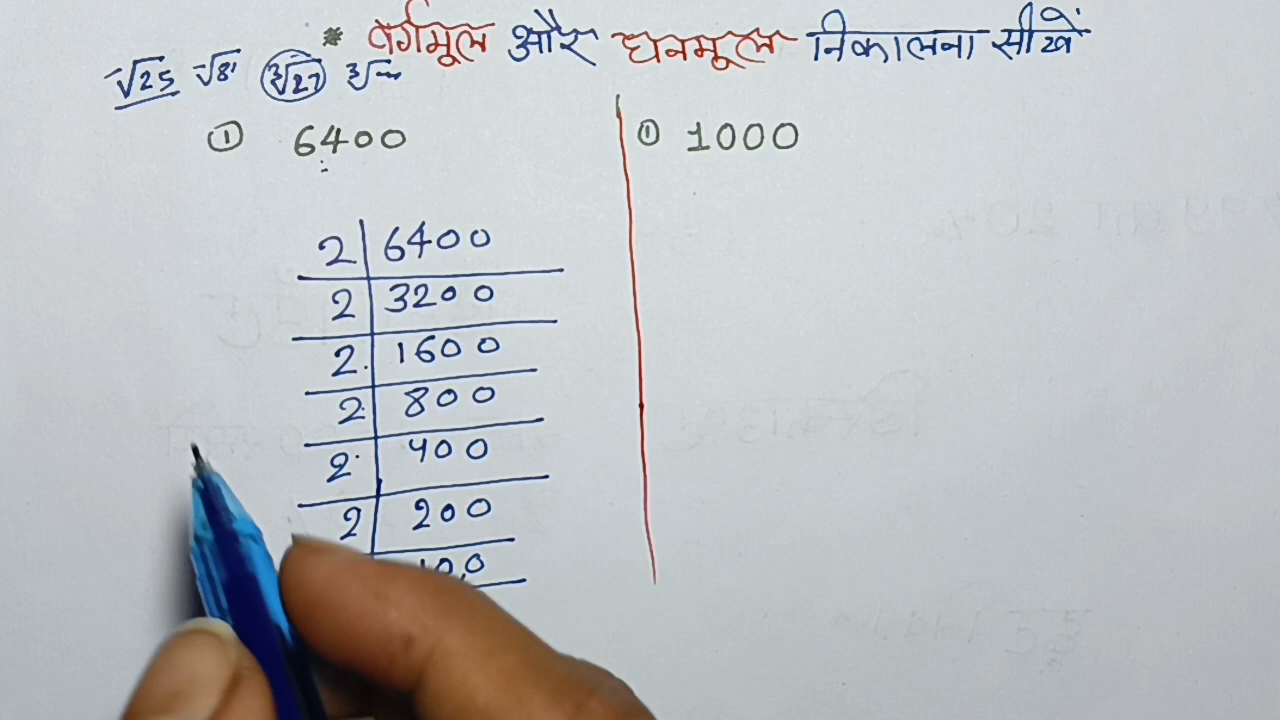 * वर्गमूल और घनमूल निकालना सीखें
√25 √81 ∛27 ∛
① 6400
2 | 6400
2 | 3200
2 | 1600
2 | 800
2 | 400
2 | 200
100
① 1000